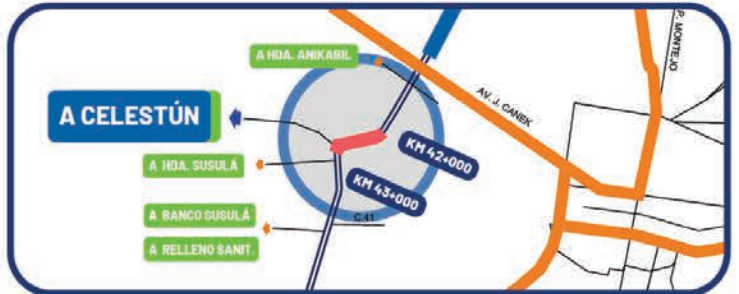 A HDA. ANIKABIL
P. MONTEJO
AV. J. CANEK
A CELESTÚN
KM 42+000
A HDA. SUSULÁ
KM 43+000
A BANCO SUSULÁ
C.41
A RELLENO SANIT.